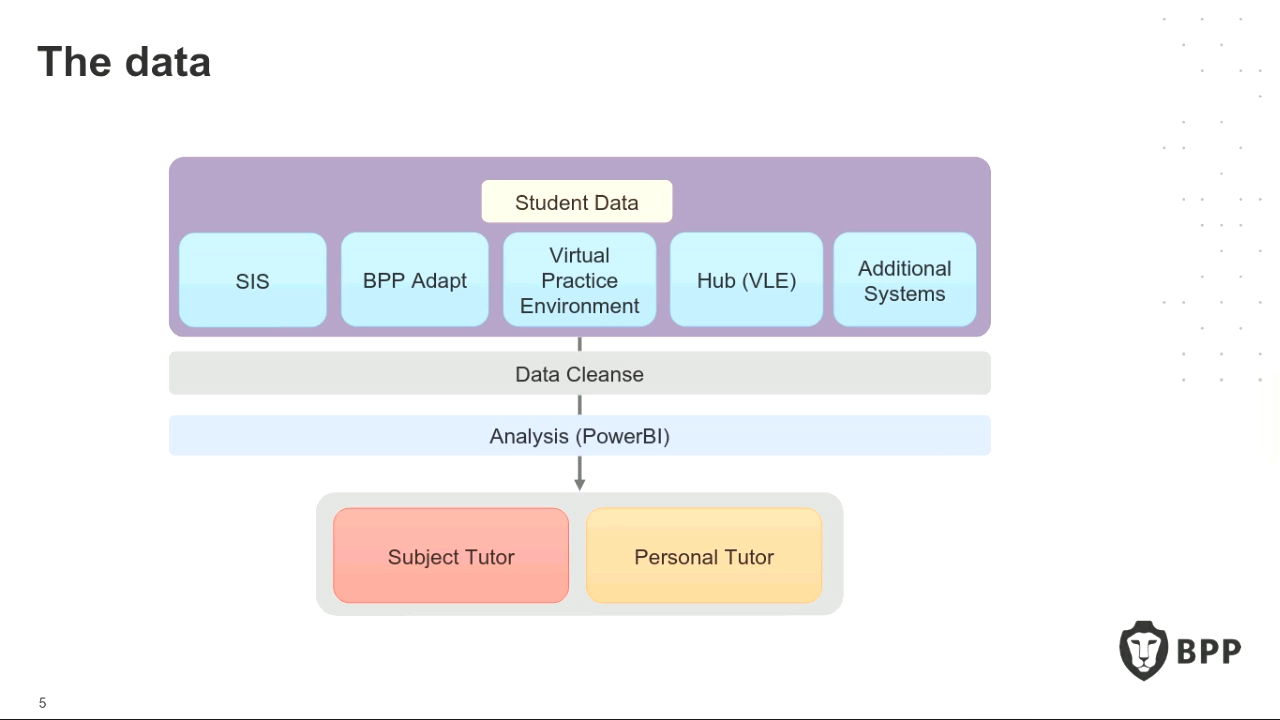 The data
Student Data
SIS
BPP Adapt
Virtual
Practice
Environment
Hub (VLE)
Additional
Systems
Data Cleanse
Analysis (PowerBI)
Subject Tutor
Personal Tutor
BPP
5